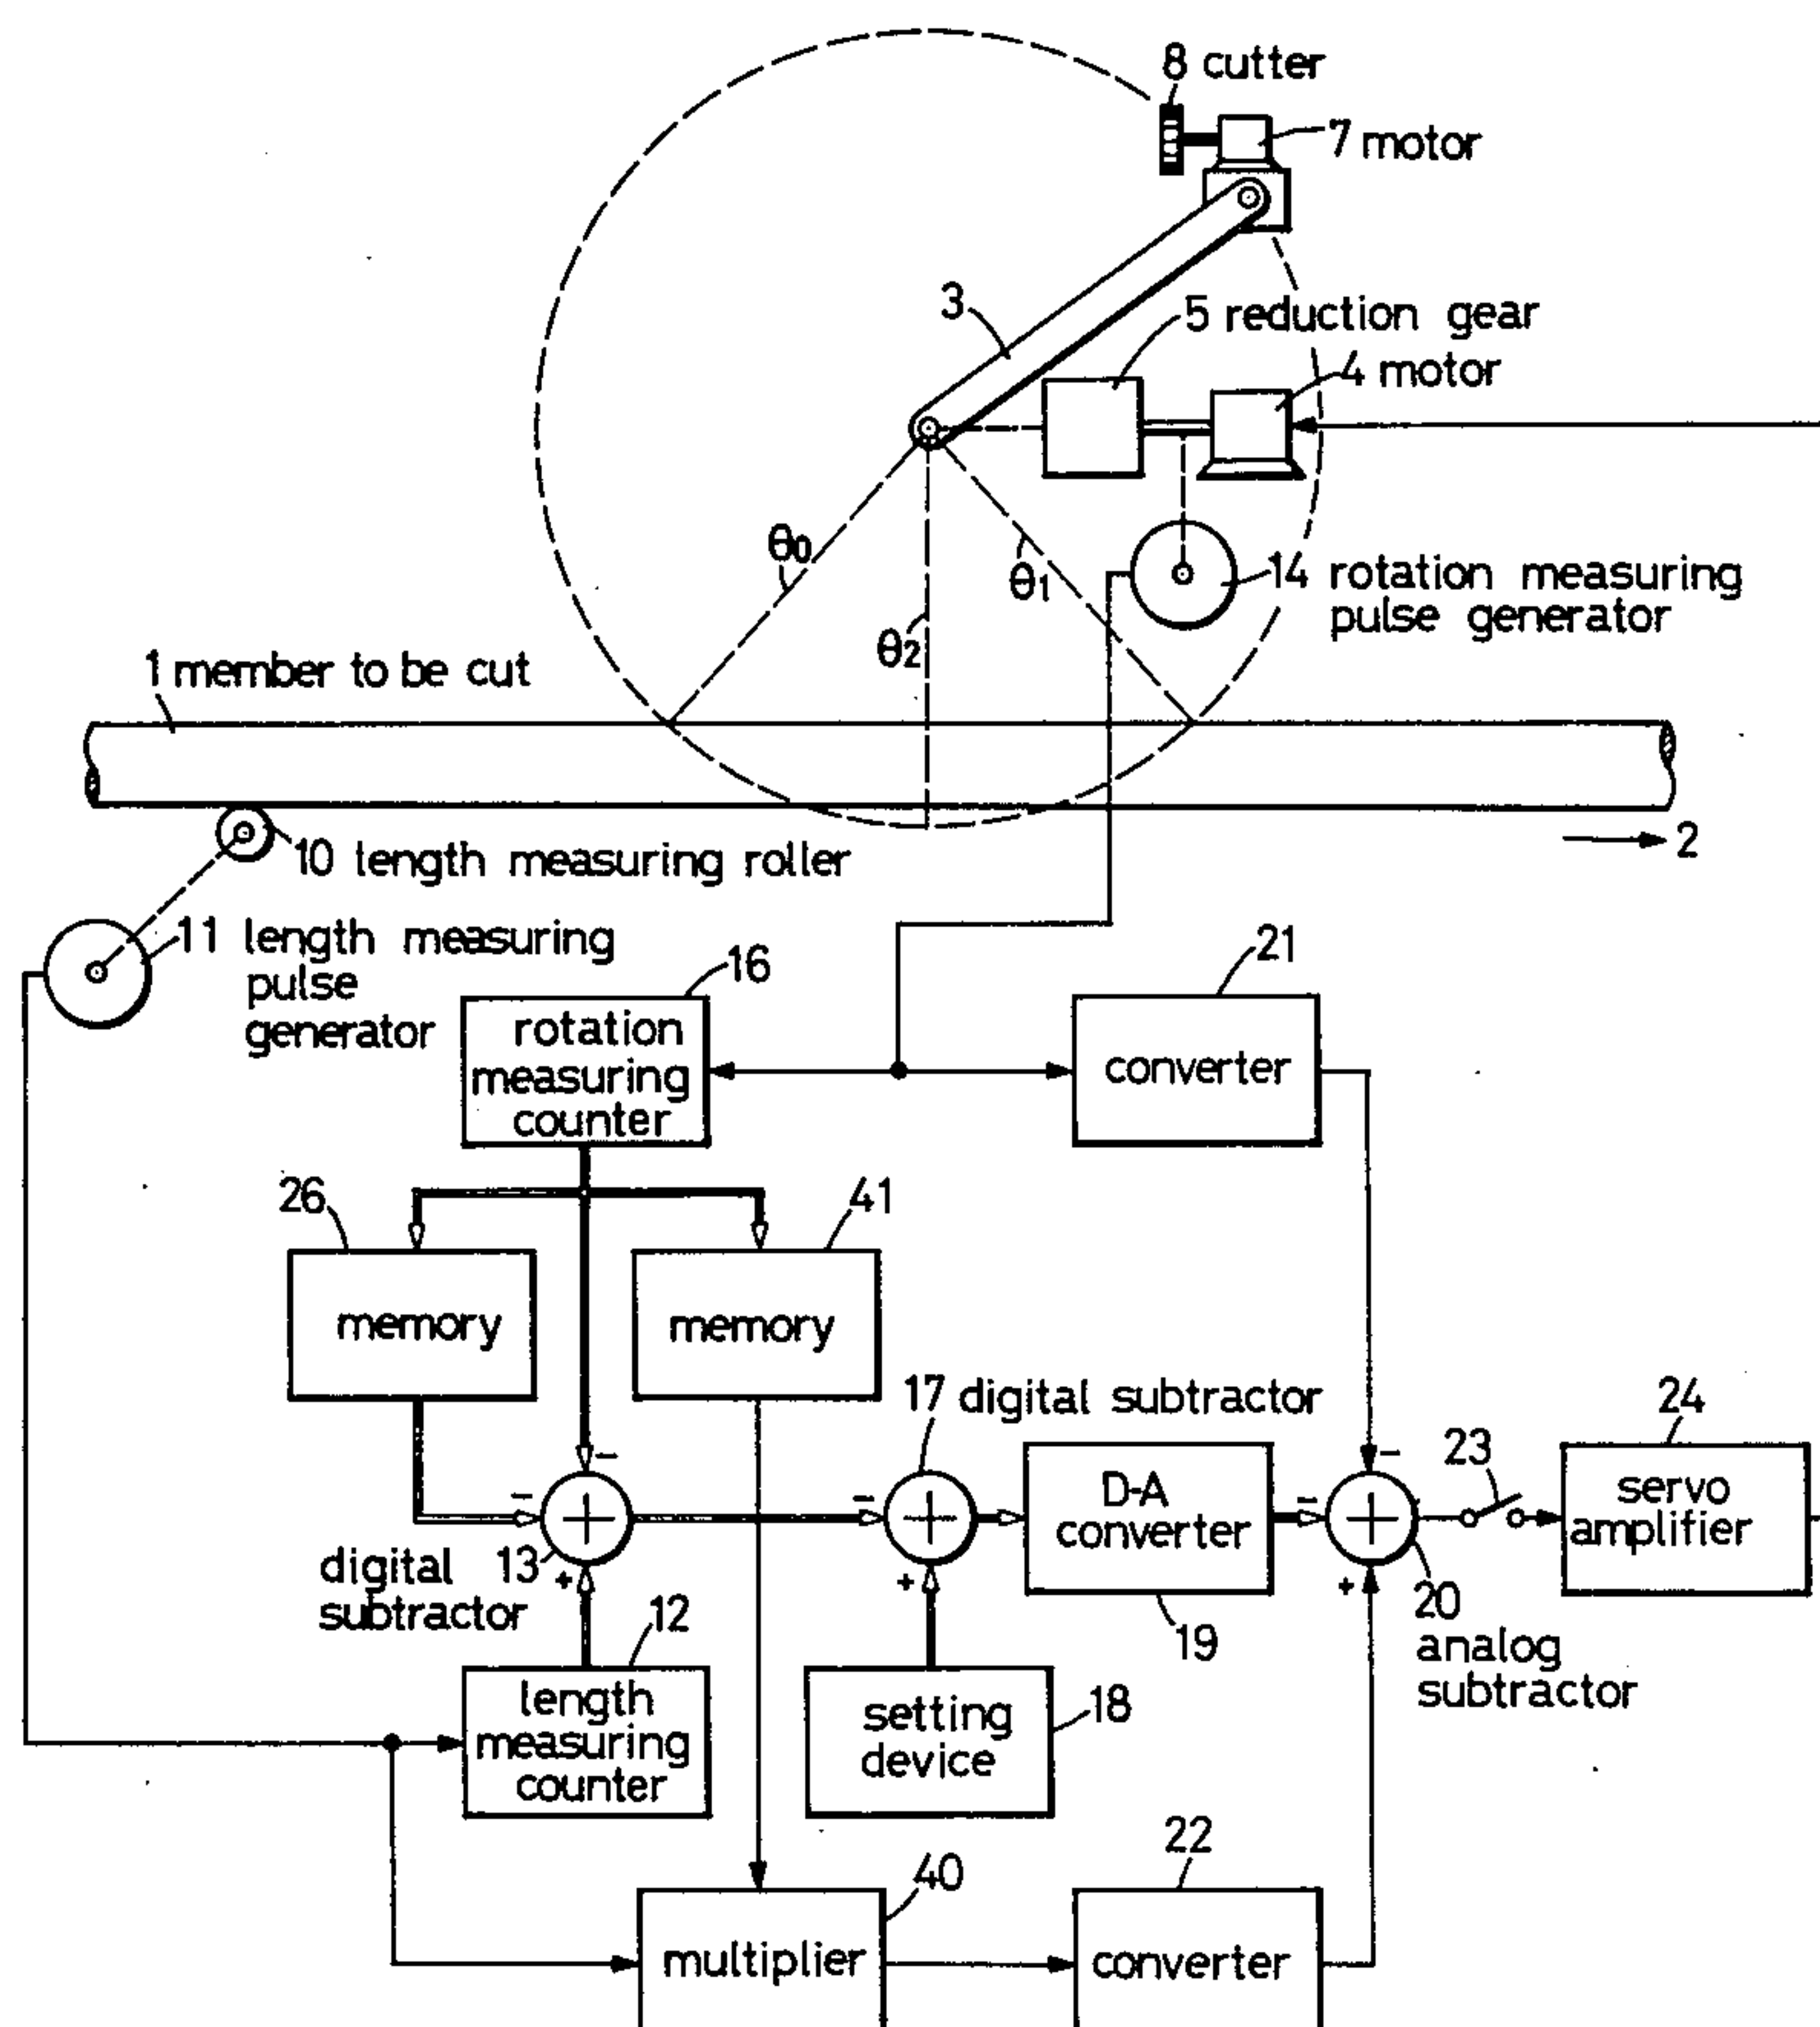 8 cutter
7 motor
3
5 reduction gear
4 motor
θ0
θ1
θ2
14 rotation measuring
pulse generator
1 member to be cut
2
10 length measuring roller
11 length measuring
pulse
generator
16
rotation
measuring
counter
21
converter
26
memory
41
memory
17 digital subtractor
D-A
converter
19
23
24
servo
amplifier
-
-
-
-
-
+
+
+
digital
subtractor
13
20
analog
subtractor
12
length
measuring
counter
18
setting
device
40
multiplier
22
converter